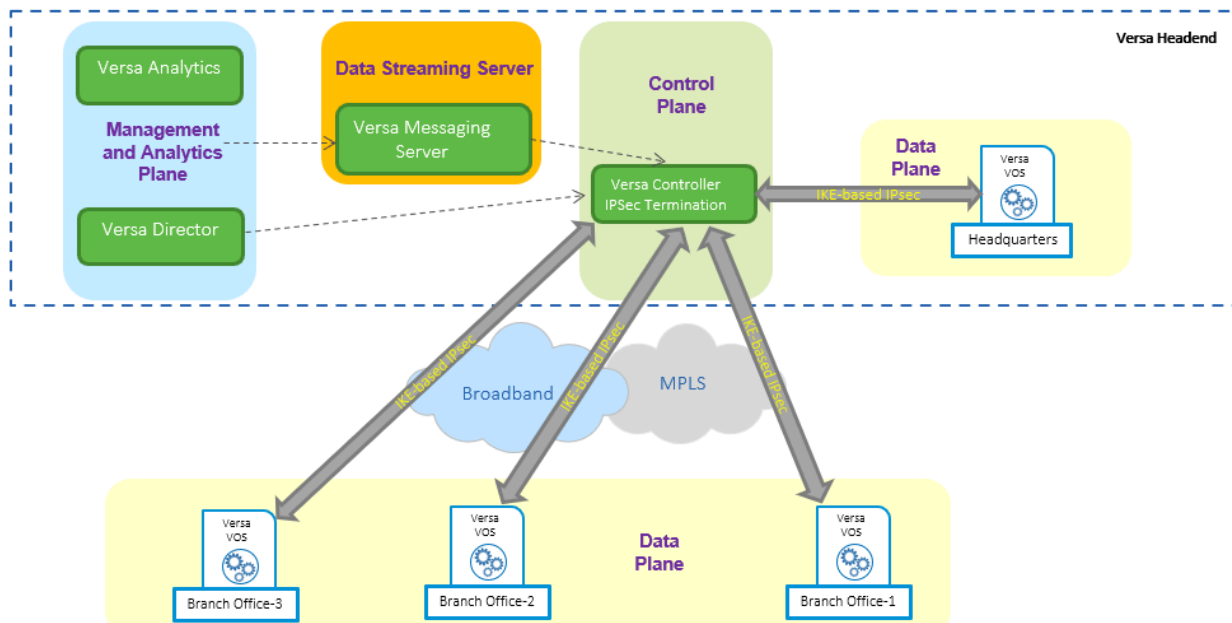 Versa Headend
Versa Analytics
Management
and Analytics
Plane
Versa Director
Data Streaming Server
Versa Messaging
Server
Control
Plane
Versa Controller
IPSec Termination
Data
Plane
IKE-based IPsec
Versa
VOS
Headquarters
IKE-based IPsec
IKE-based IPsec
IKE-based IPsec
Broadband
MPLS
Versa
VOS
Branch Office-3
Versa
VOS
Branch Office-2
Data
Plane
Versa
VOS
Branch Office-1